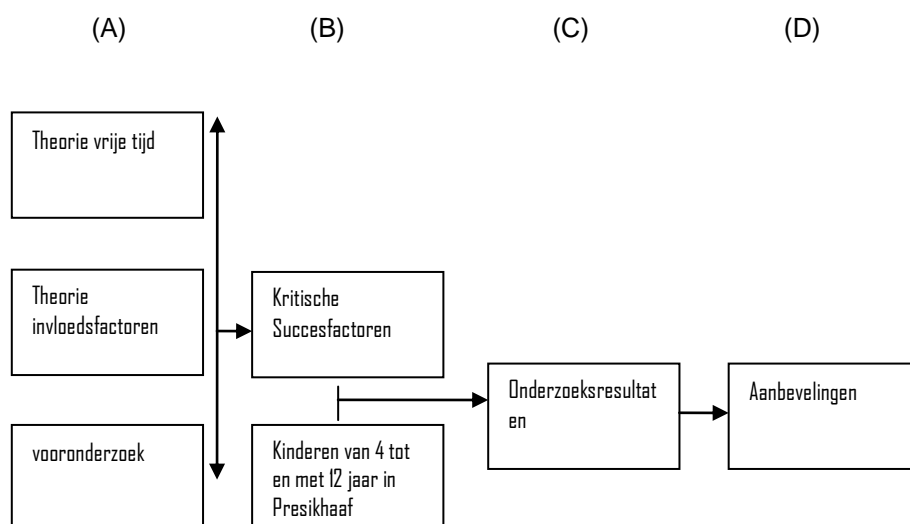 (A) (B) (C) (D)
Theorie vrije tijd
Theorie
invloedsfactoren
vooronderzoek
Kritische
Succesfactoren
Kinderen van 4 tot
en met 12 jaar in
Presikhaaf
Onderzoeksresultat
en
Aanbevelingen